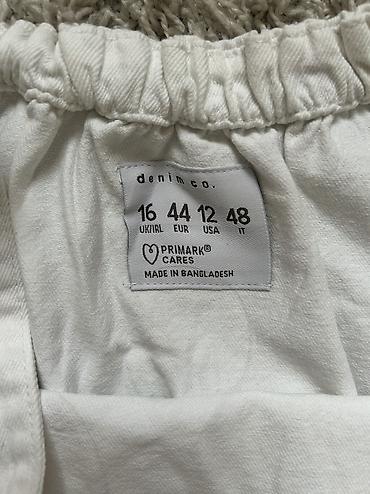 denim co.
16 44 12 48
UK/IRL EUR USA IT
PRIMARK®
CARES
MADE IN BANGLADESH